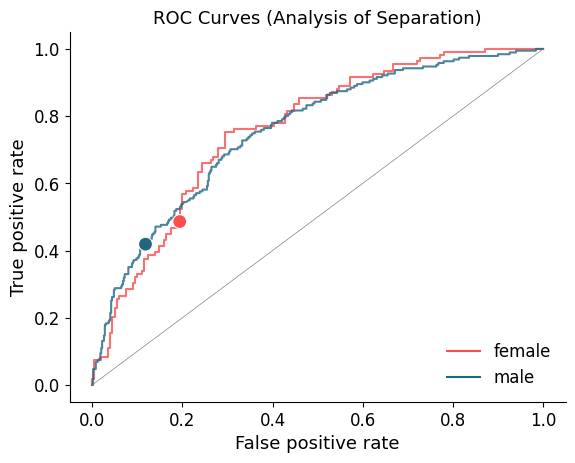 ROC Curves (Analysis of Separation)
1.0
0.8
0.6
0.4
0.2
0.0
True positive rate
female
male
0.0 0.2 0.4 0.6 0.8 1.0
False positive rate